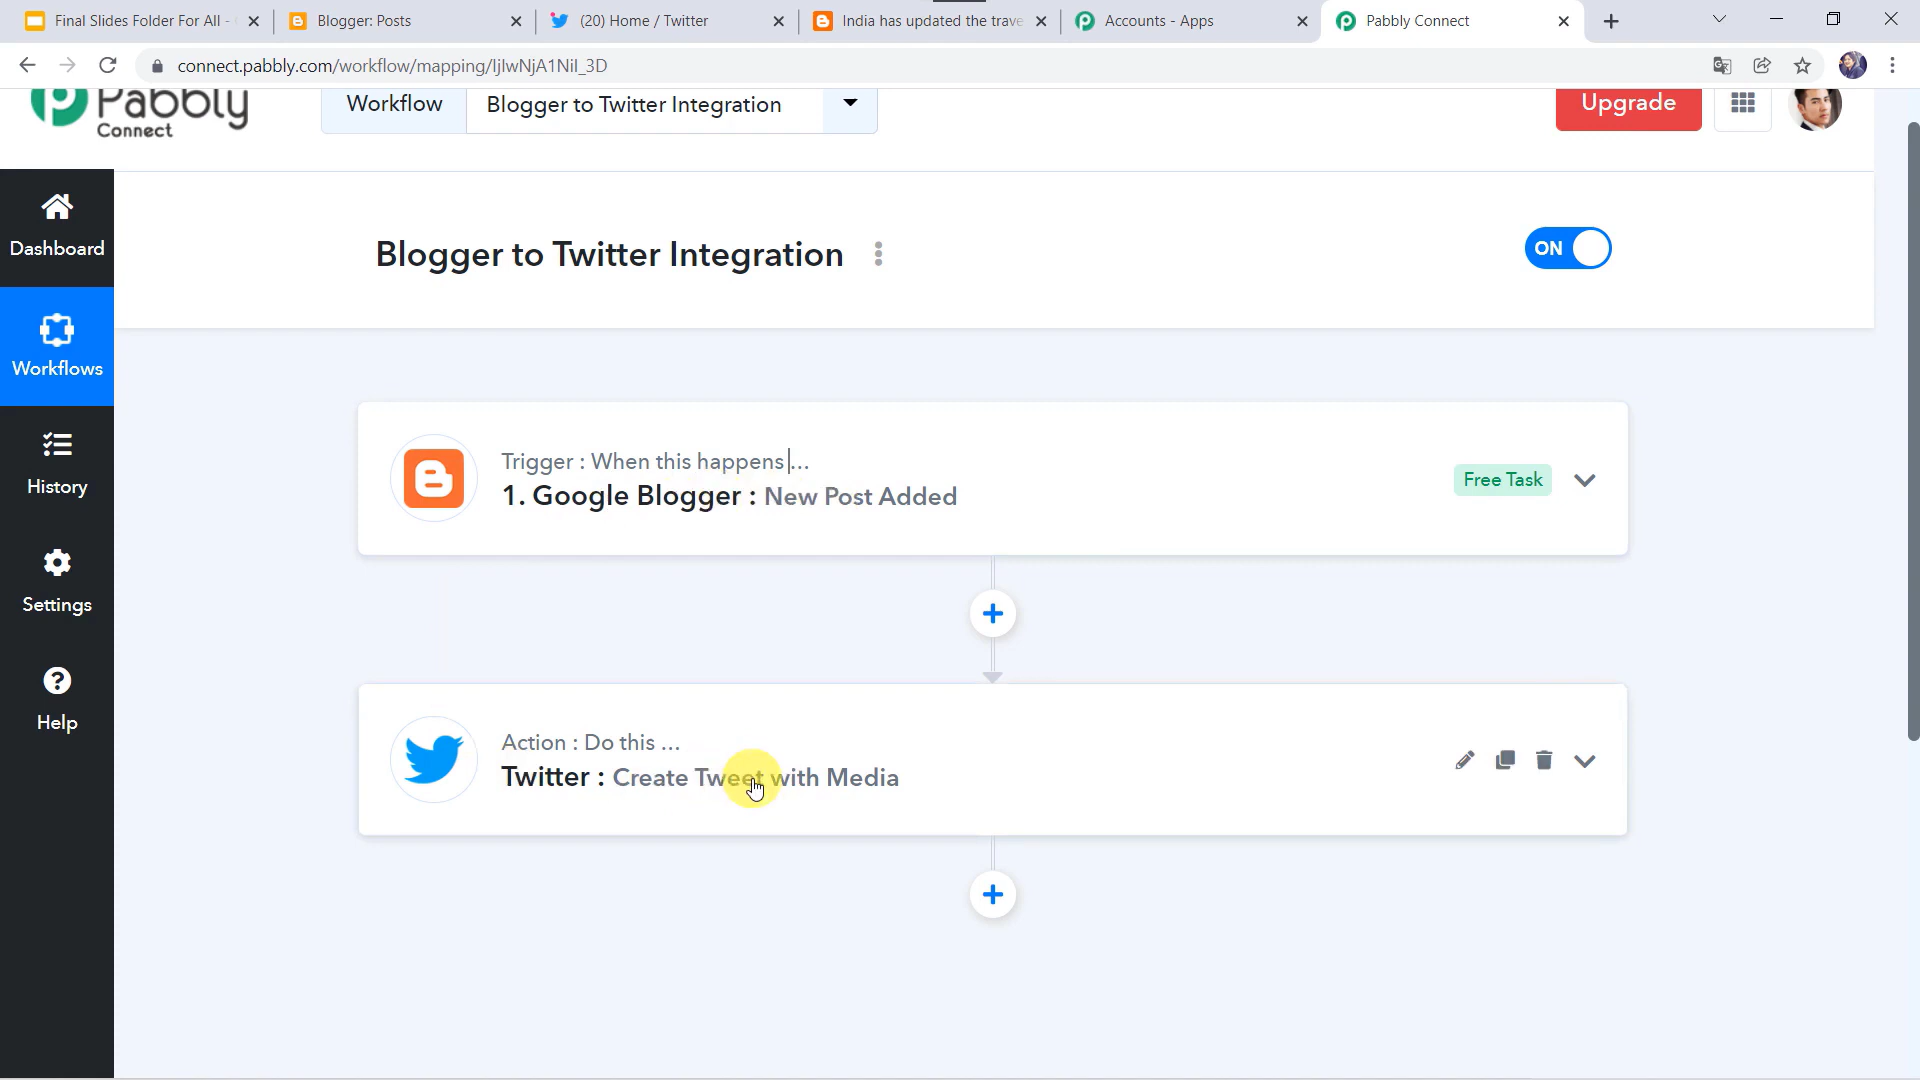 Final Slides Folder For All -
Blogger: Posts
(20) Home / Twitter
India has updated the trave
Accounts - Apps
Pabbly Connect
connect.pabbly.com/workflow/mapping/IjIwNjA1NiI_3D
Pabbly
Connect
Workflow
Blogger to Twitter Integration
Upgrade
Dashboard
Workflows
History
Settings
Help
Blogger to Twitter Integration
ON
Trigger : When this happens ...
1. Google Blogger : New Post Added
Free Task
Action : Do this ...
Twitter : Create Tweet with Media